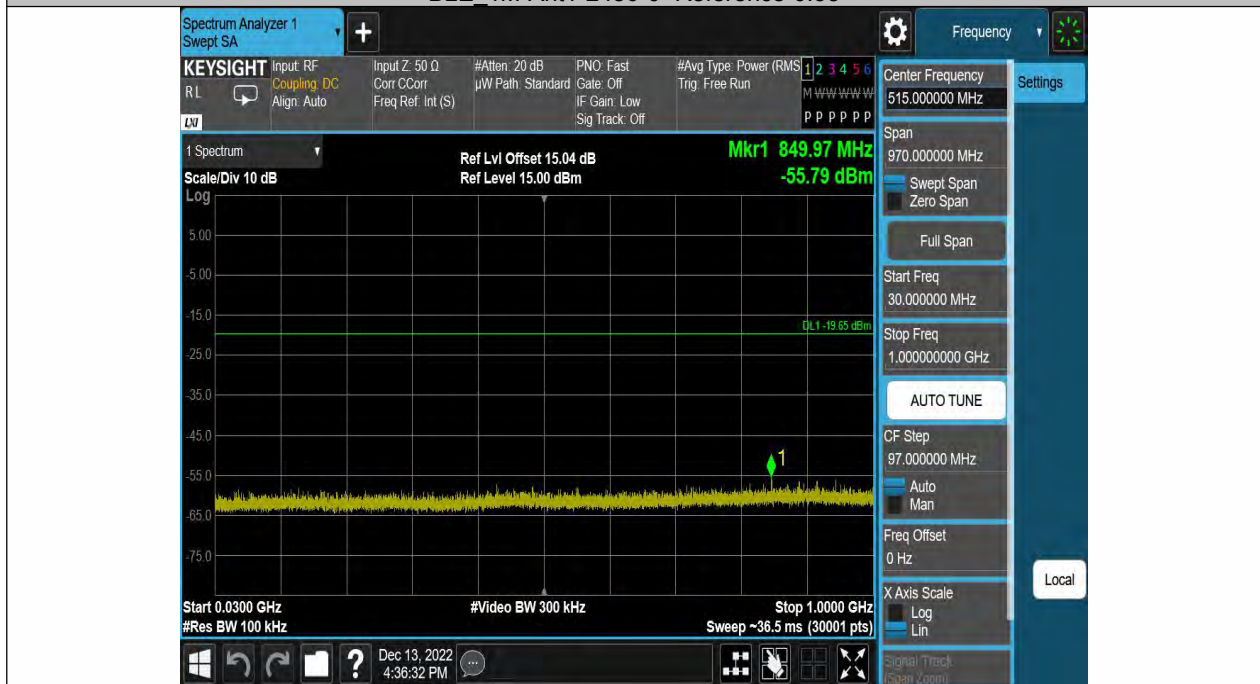 Spectrum Analyzer 1
Swept SA
Frequency
KEYSIGHT
RL
LXI
Input: RF
Coupling: DC
Align: Auto
Input Z: 50 Ω
Corr CCorr
Freq Ref: Int (S)
#Atten: 20 dB
µW Path: Standard
PNO: Fast
Gate: Off
IF Gain: Low
Sig Track: Off
#Avg Type: Power (RMS
Trig: Free Run
1 2 3 4 5 6
M W W W W W
P P P P P P
1 Spectrum
Scale/Div 10 dB
Log
Ref Lvl Offset 15.04 dB
Ref Level 15.00 dBm
Mkr1 849.97 MHz
-55.79 dBm
5.00
-5.00
-15.0
DL1 -19.65 dBm
-25.0
-35.0
-45.0
1
-55.0
-65.0
-75.0
Start 0.0300 GHz
#Res BW 100 kHz
#Video BW 300 kHz
Stop 1.0000 GHz
Sweep ~36.5 ms (30001 pts)
Dec 13, 2022
4:36:32 PM
Center Frequency
515.000000 MHz
Settings
Span
970.000000 MHz
Swept Span
Zero Span
Full Span
Start Freq
30.000000 MHz
Stop Freq
1.000000000 GHz
AUTO TUNE
CF Step
97.000000 MHz
Auto
Man
Freq Offset
0 Hz
Local
X Axis Scale
Log
Lin
Signal Track
(Span Zoom)